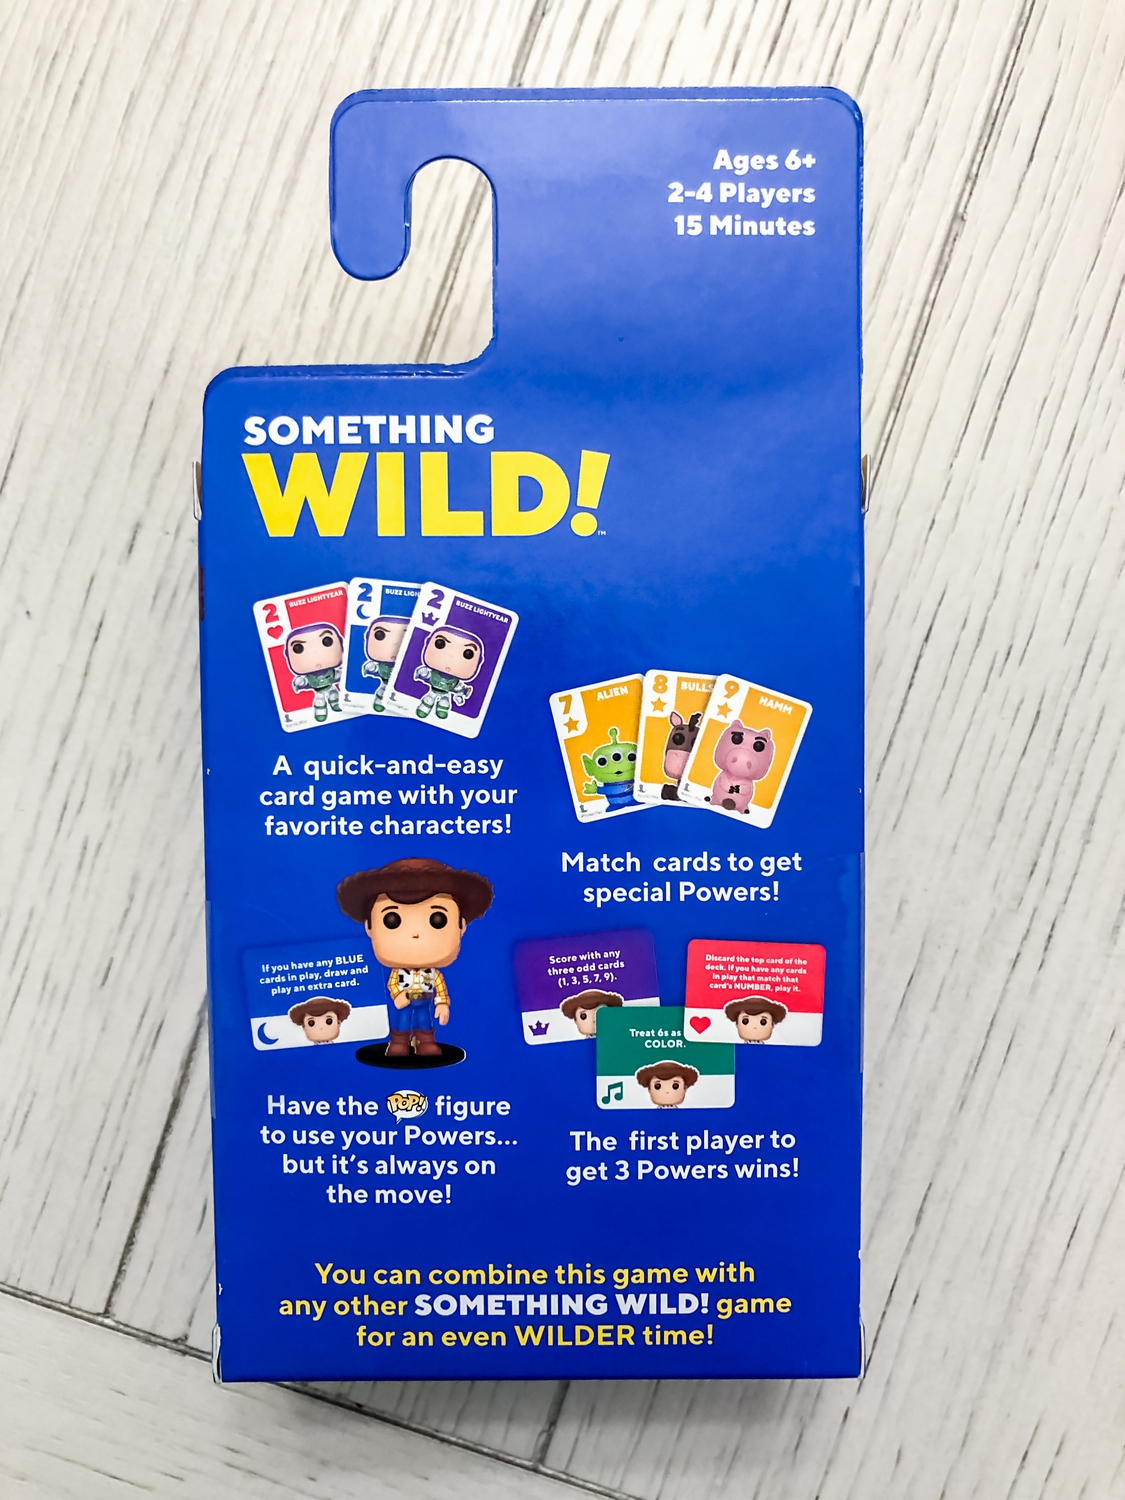 Ages 6+
2-4 Players
15 Minutes
SOMETHING
WILD!™
2
BUZZ LIGHTYEAR
2
BUZZ LIGH
2
BUZZ LIGHTYEAR
A quick-and-easy
card game with your
favorite characters!
7
ALIEN
8
BULLS
9
HAMM
Match cards to get
special Powers!
If you have any BLUE
cards in play, draw and
play an extra card.
Have the POP! figure
to use your Powers...
but it's always on
the move!
Score with any
three odd cards
(1, 3, 5, 7, 9).
Discard the top card of the
deck. If you have any cards
in play that match that
card's NUMBER, play it.
Treat 6s as
COLOR.
The first player to
get 3 Powers wins!
You can combine this game with
any other SOMETHING WILD! game
for an even WILDER time!